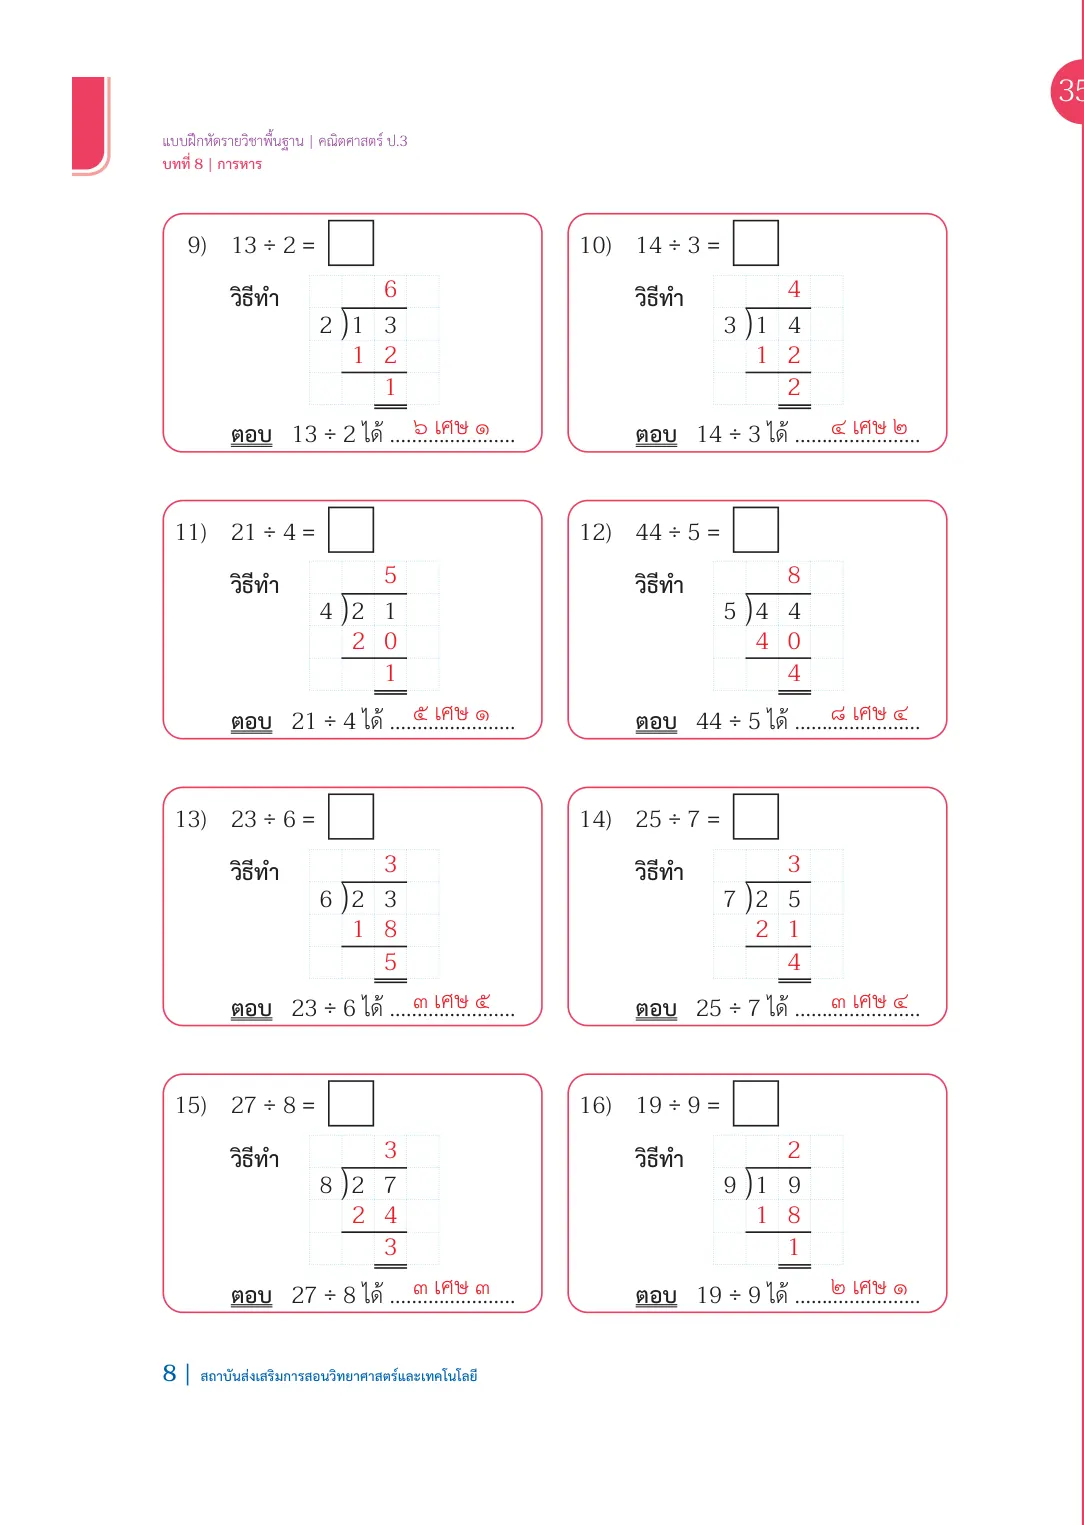 35
แบบฝึกหัดรายวิชาพื้นฐาน | คณิตศาสตร์ ป.3
บทที่ 8 | การหาร
9) 13 ÷ 2 =
วิธีทำ
6
2 ) 1 3
1 2
1
ตอบ 13 ÷ 2 ได้ ....................... ๖ เศษ ๑
10) 14 ÷ 3 =
วิธีทำ
4
3 ) 1 4
1 2
2
ตอบ 14 ÷ 3 ได้ ....................... ๔ เศษ ๒
11) 21 ÷ 4 =
วิธีทำ
5
4 ) 2 1
2 0
1
ตอบ 21 ÷ 4 ได้ ....................... ๕ เศษ ๑
12) 44 ÷ 5 =
วิธีทำ
8
5 ) 4 4
4 0
4
ตอบ 44 ÷ 5 ได้ ....................... ๘ เศษ ๔
13) 23 ÷ 6 =
วิธีทำ
3
6 ) 2 3
1 8
5
ตอบ 23 ÷ 6 ได้ ....................... ๓ เศษ ๕
14) 25 ÷ 7 =
วิธีทำ
3
7 ) 2 5
2 1
4
ตอบ 25 ÷ 7 ได้ ....................... ๓ เศษ ๔
15) 27 ÷ 8 =
วิธีทำ
3
8 ) 2 7
2 4
3
ตอบ 27 ÷ 8 ได้ ....................... ๓ เศษ ๓
16) 19 ÷ 9 =
วิธีทำ
2
9 ) 1 9
1 8
1
ตอบ 19 ÷ 9 ได้ ....................... ๒ เศษ ๑
8 | สถาบันส่งเสริมการสอนวิทยาศาสตร์และเทคโนโลยี